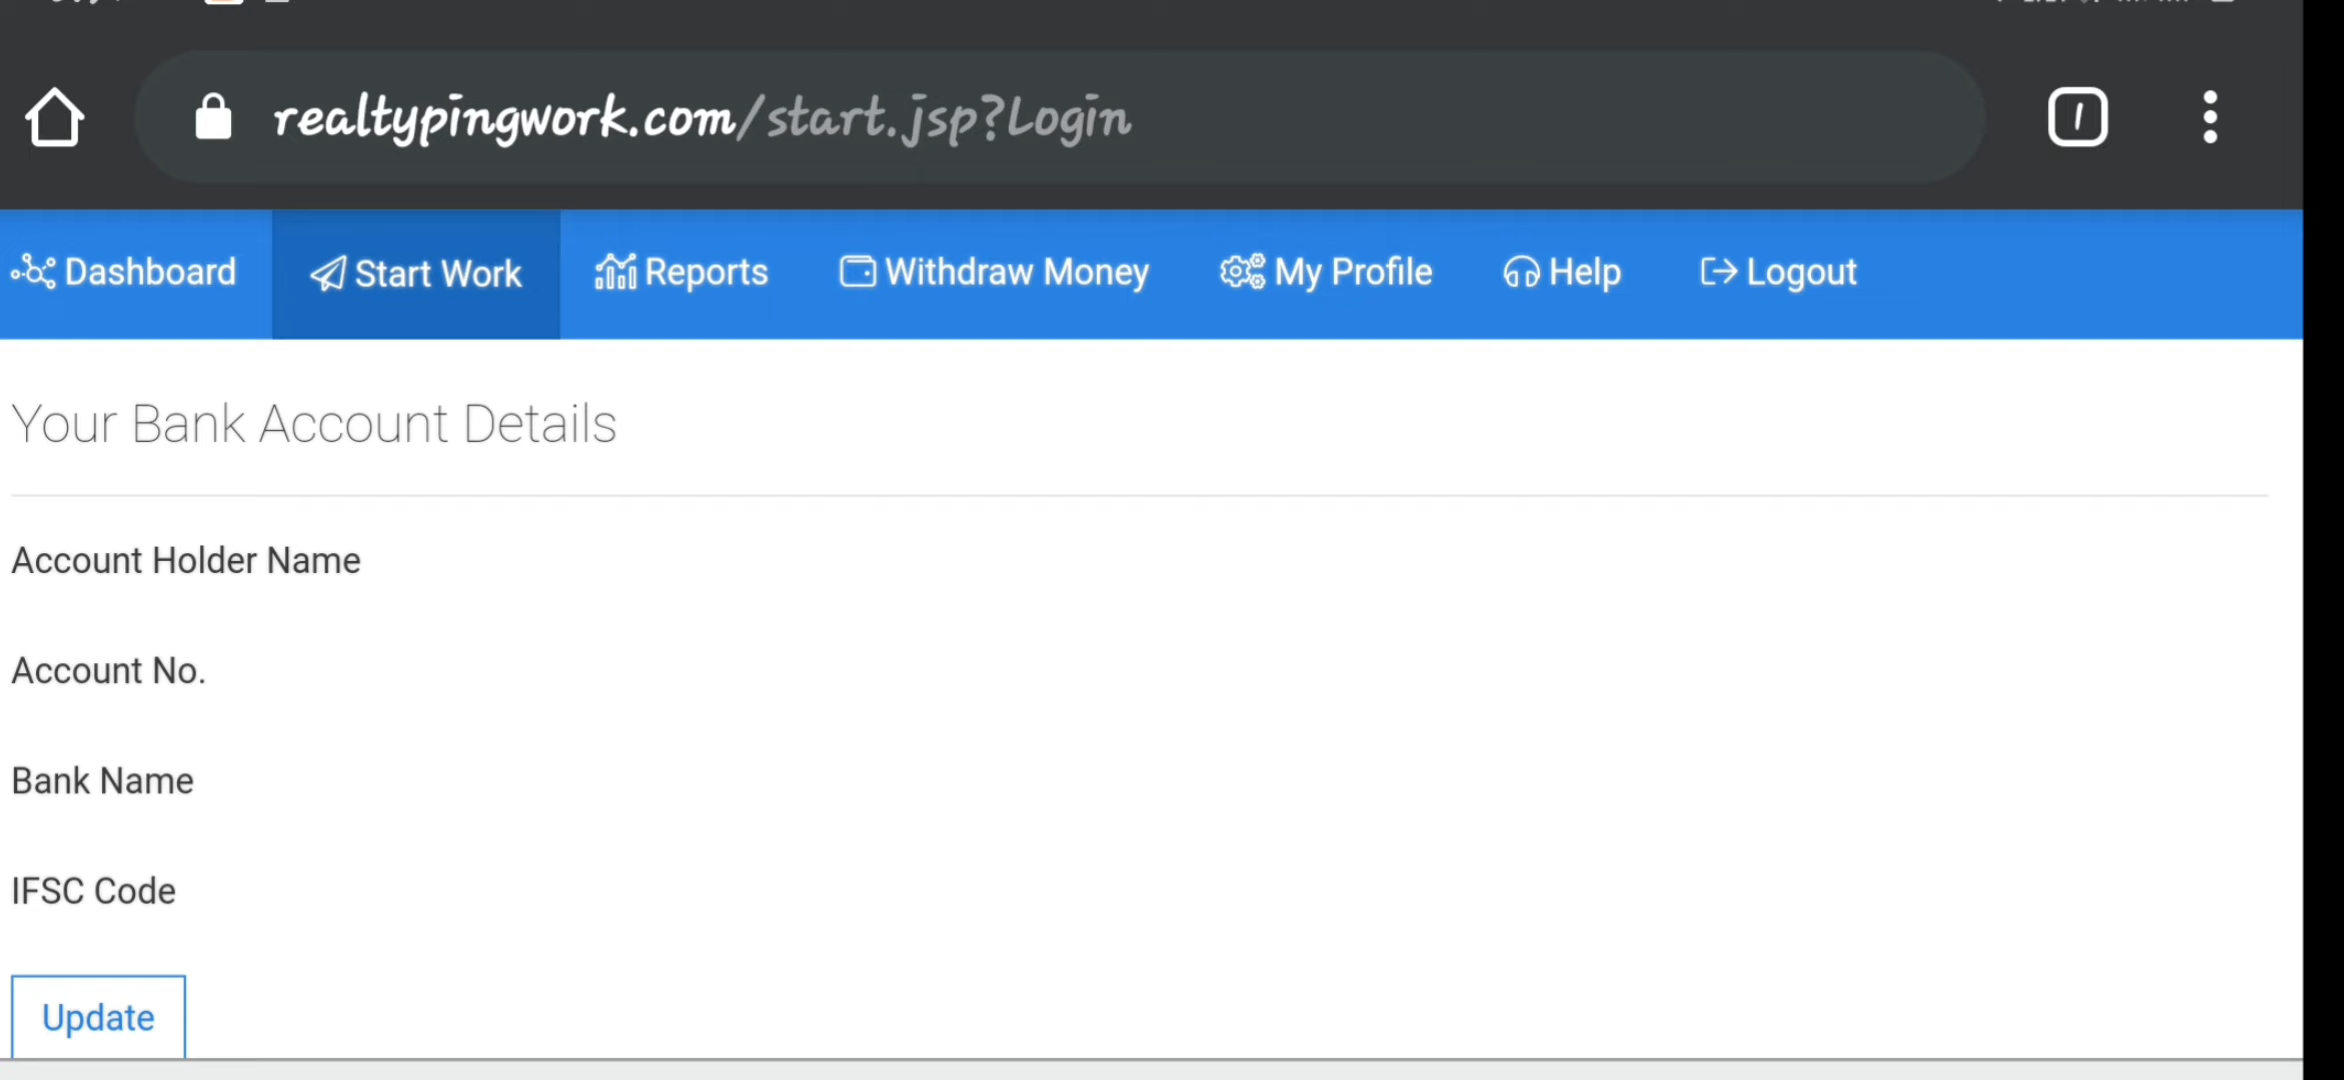 realtypingwork.com/start.jsp?Login
Dashboard Start Work Reports Withdraw Money My Profile Help Logout
Your Bank Account Details
Account Holder Name
Account No.
Bank Name
IFSC Code
Update